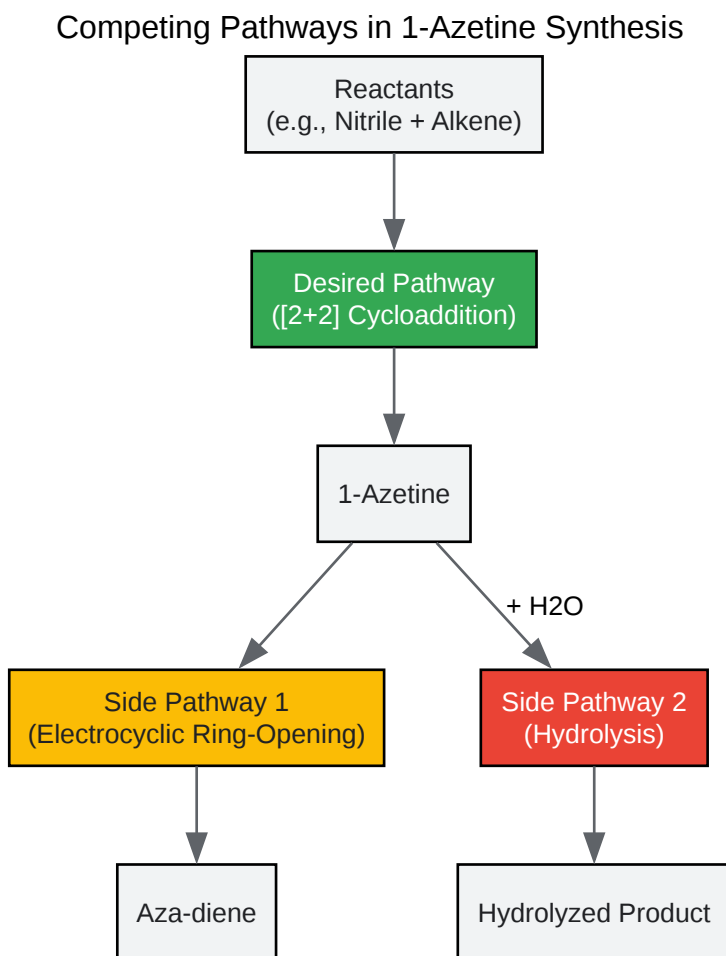 Competing Pathways in 1-Azetine Synthesis
Reactants
(e.g., Nitrile + Alkene)
Desired Pathway
([2+2] Cycloaddition)
1-Azetine
+ H2O
Side Pathway 1
(Electrocyclic Ring-Opening)
Side Pathway 2
(Hydrolysis)
Aza-diene
Hydrolyzed Product